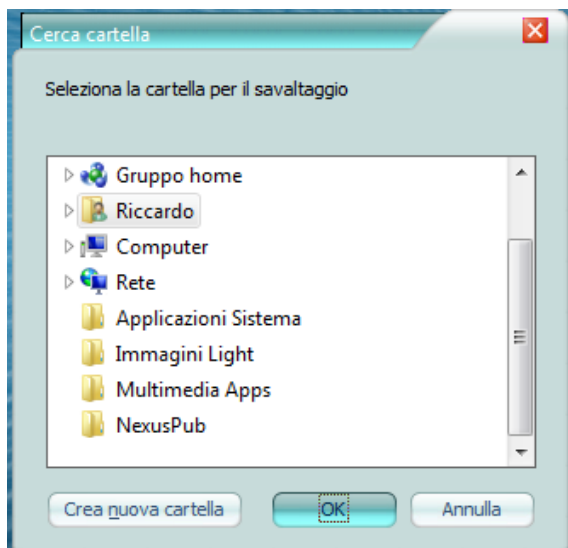 Cerca cartella
Seleziona la cartella per il savaltaggio
Gruppo home
Riccardo
Computer
Rete
Applicazioni Sistema
Immagini Light
Multimedia Apps
NexusPub
Crea nuova cartella OK Annulla